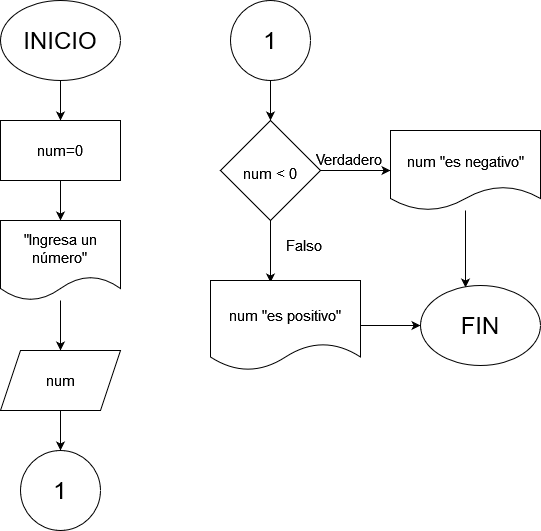 INICIO
num=0
"Ingresa un
número"
num
1
1
num < 0
Verdadero
num "es negativo"
Falso
num "es positivo"
FIN